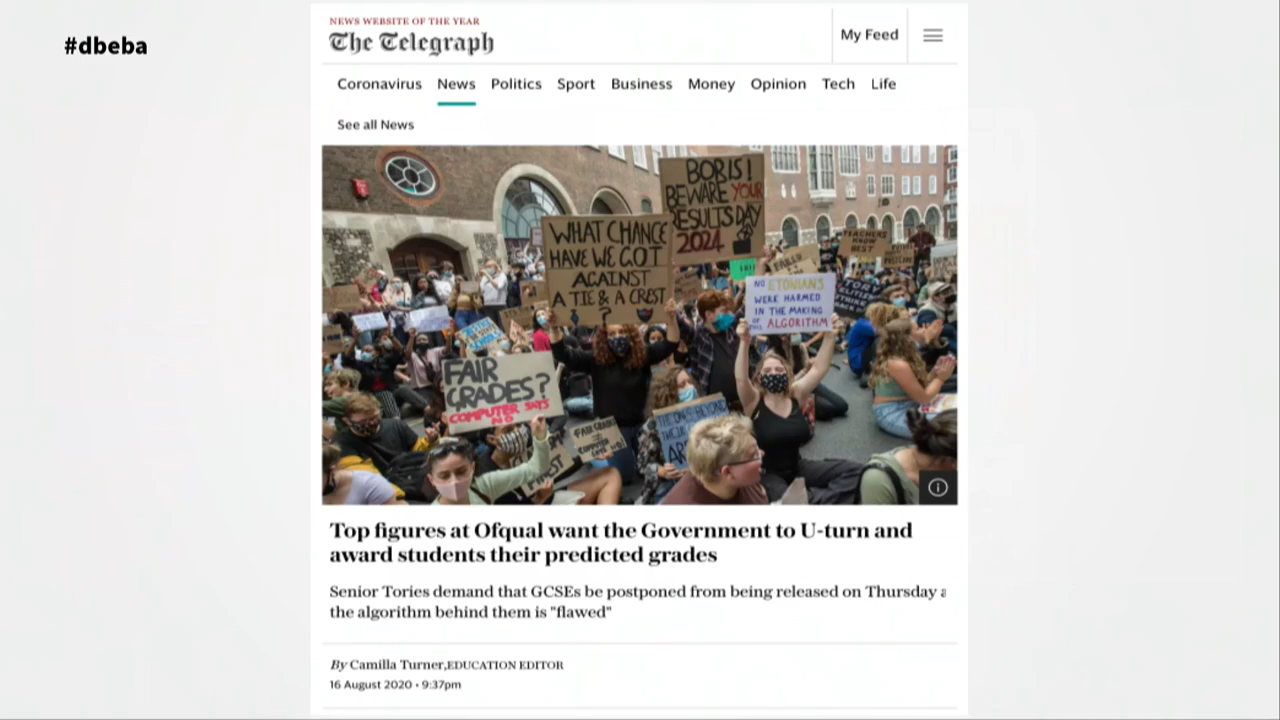 #dbeba
NEWS WEBSITE OF THE YEAR
The Telegraph
My Feed
Coronavirus News Politics Sport Business Money Opinion Tech Life
See all News
BORIS!
BEWARE YOUR
RESULTS DAY
2024
WHAT CHANCE
HAVE WE GOT
AGAINST
A TIE & A CREST
?
TEACHERS
KNOW
BEST
NO ETONIANS
WERE HARMED
IN THE MAKING
OF THIS ALGORITHM
TORY
ELITISM
STRIKES
FAIR
GRADES?
COMPUTER SAYS
NO
Top figures at Ofqual want the Government to U-turn and
award students their predicted grades
Senior Tories demand that GCSEs be postponed from being released on Thursday a
the algorithm behind them is "flawed"
By Camilla Turner,EDUCATION EDITOR
16 August 2020 • 9:37pm